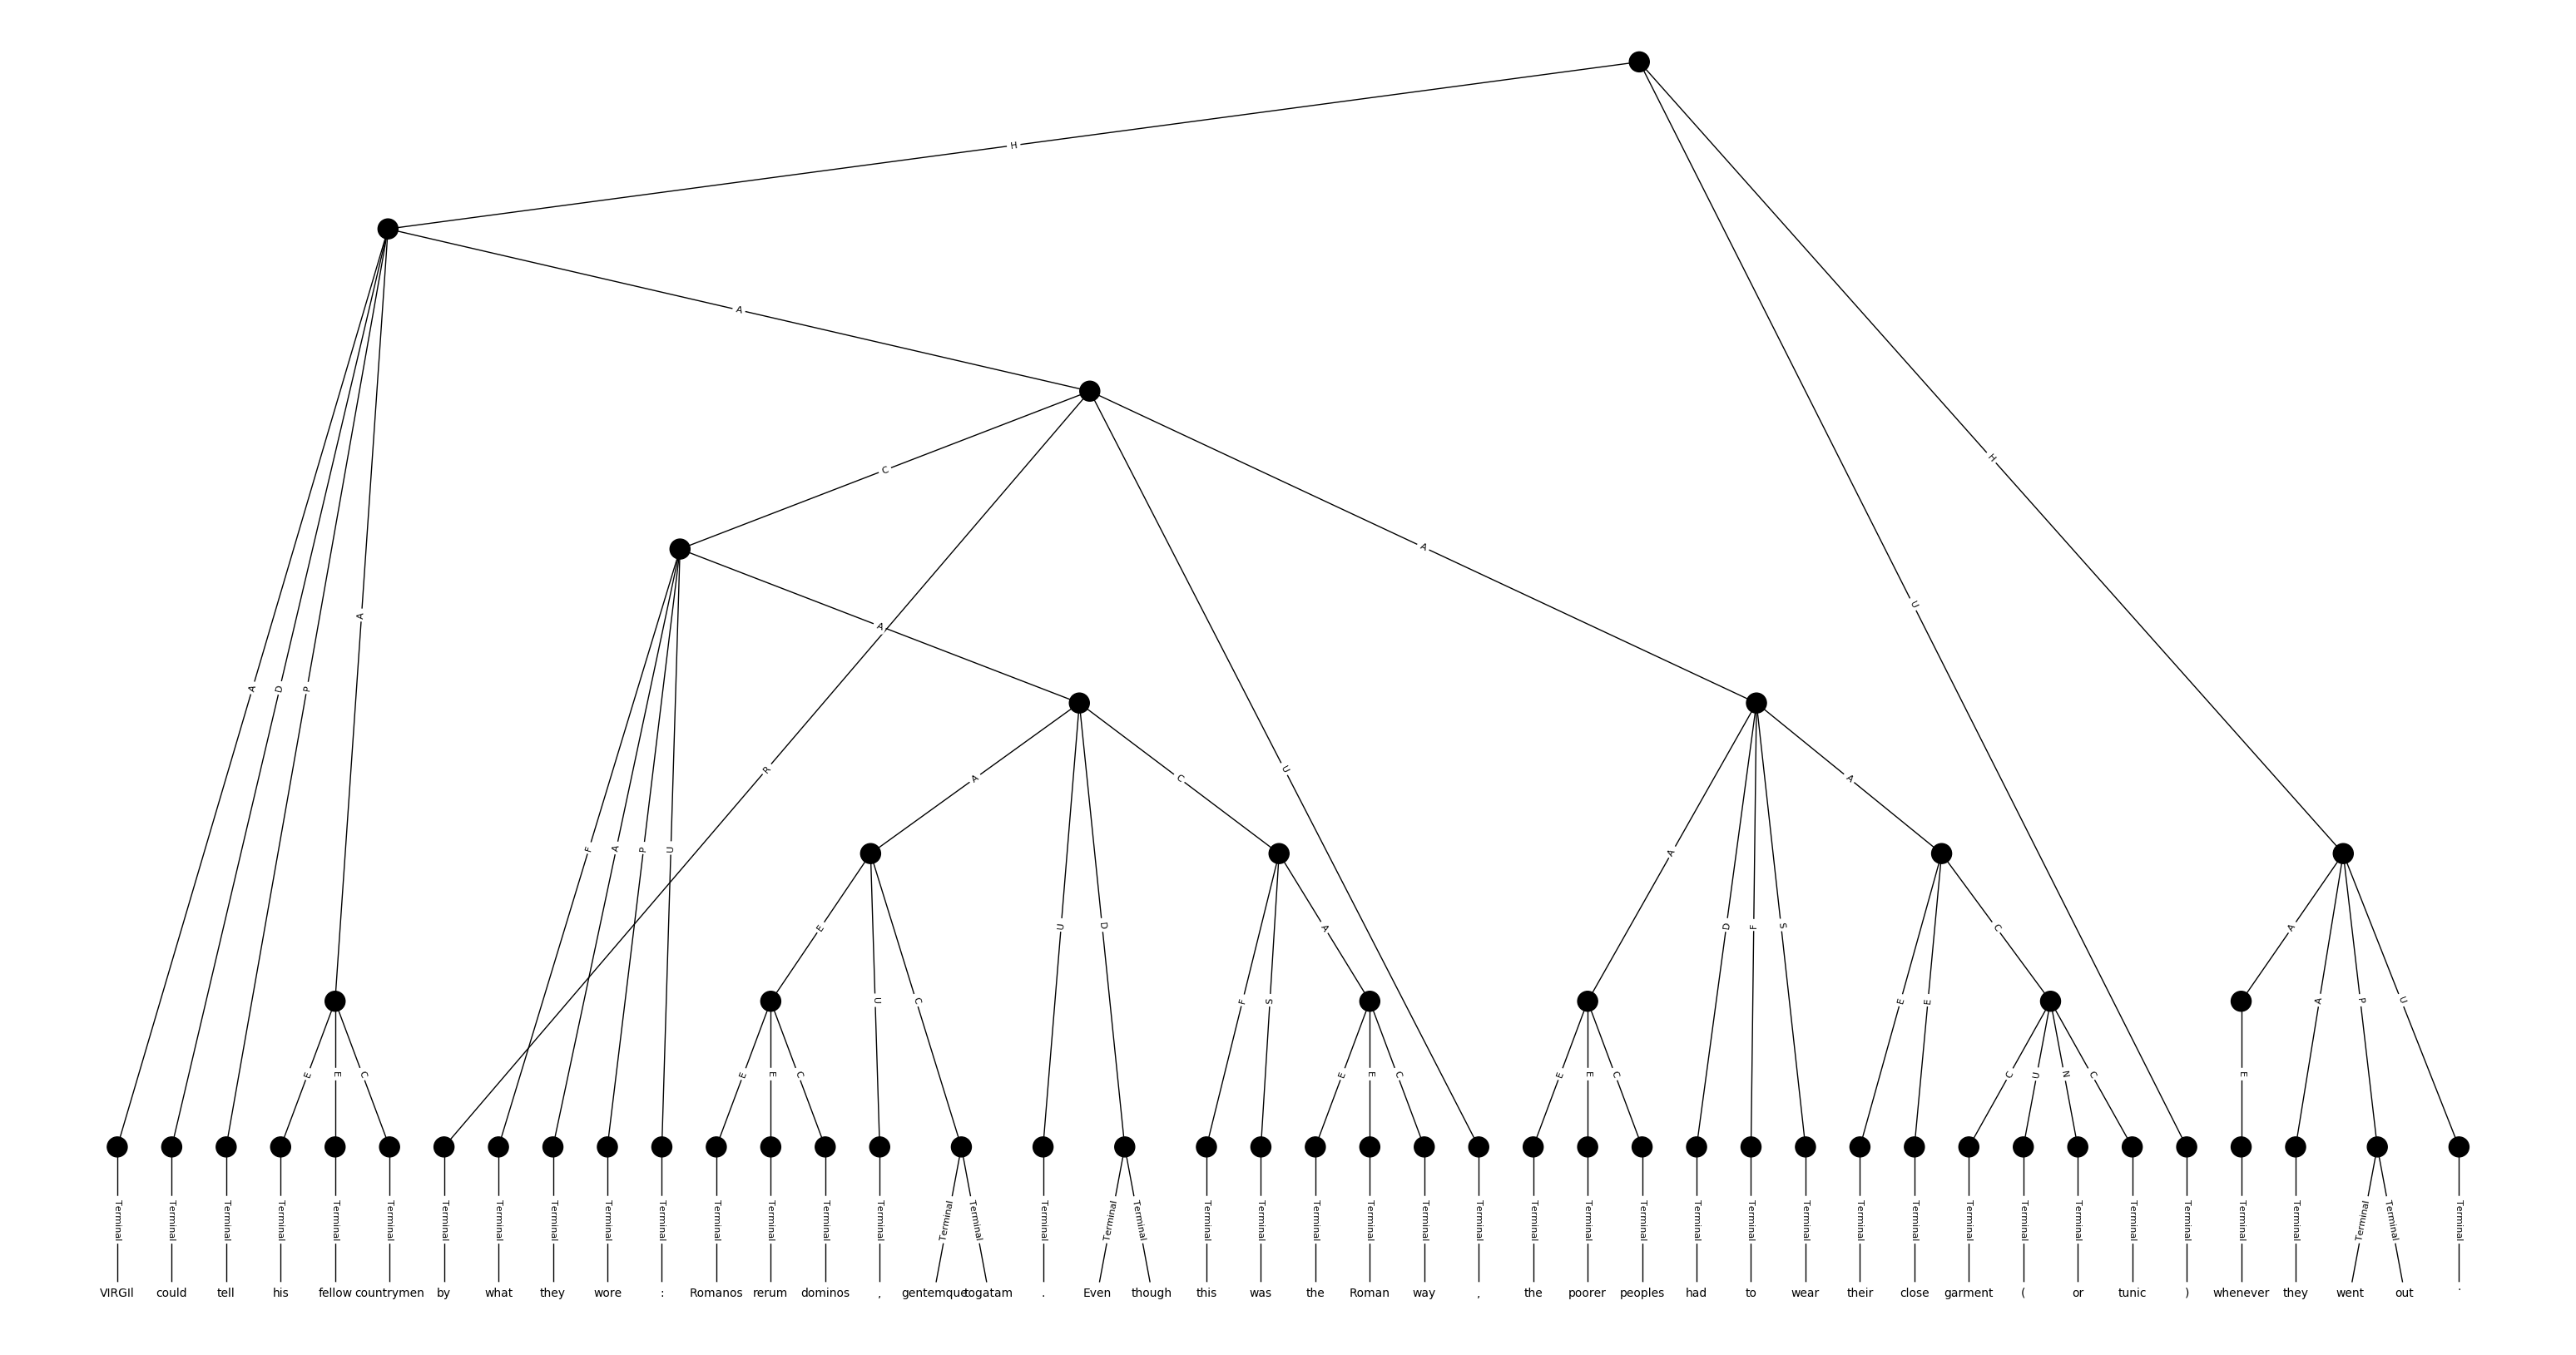 H
H
A
A
C
A
U
A
A
D
P
R
A
C
U
A
F
A
P
U
A
E
U
D
D
F
S
E
U
C
F
S
A
E
E
C
A
P
U
E E C E E C E E C E E C C U N C E
Terminal Terminal Terminal Terminal Terminal Terminal Terminal Terminal Terminal Terminal Terminal Terminal Terminal Terminal Terminal Terminal Terminal Terminal Terminal Terminal Terminal Terminal Terminal Terminal Terminal Terminal Terminal Terminal Terminal Terminal Terminal Terminal Terminal Terminal Terminal Terminal Terminal Terminal Terminal Terminal Terminal Terminal Terminal Terminal
VIRGIl could tell his fellow countrymen by what they wore : Romanos rerum dominos , gentemque togatam . Even though this was the Roman way , the poorer peoples had to wear their close garment ( or tunic ) whenever they went out .